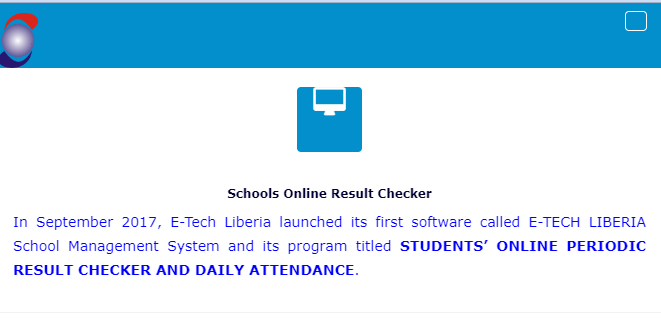 Schools Online Result Checker
In September 2017, E-Tech Liberia launched its first software called E-TECH LIBERIA
School Management System and its program titled STUDENTS’ ONLINE PERIODIC
RESULT CHECKER AND DAILY ATTENDANCE.